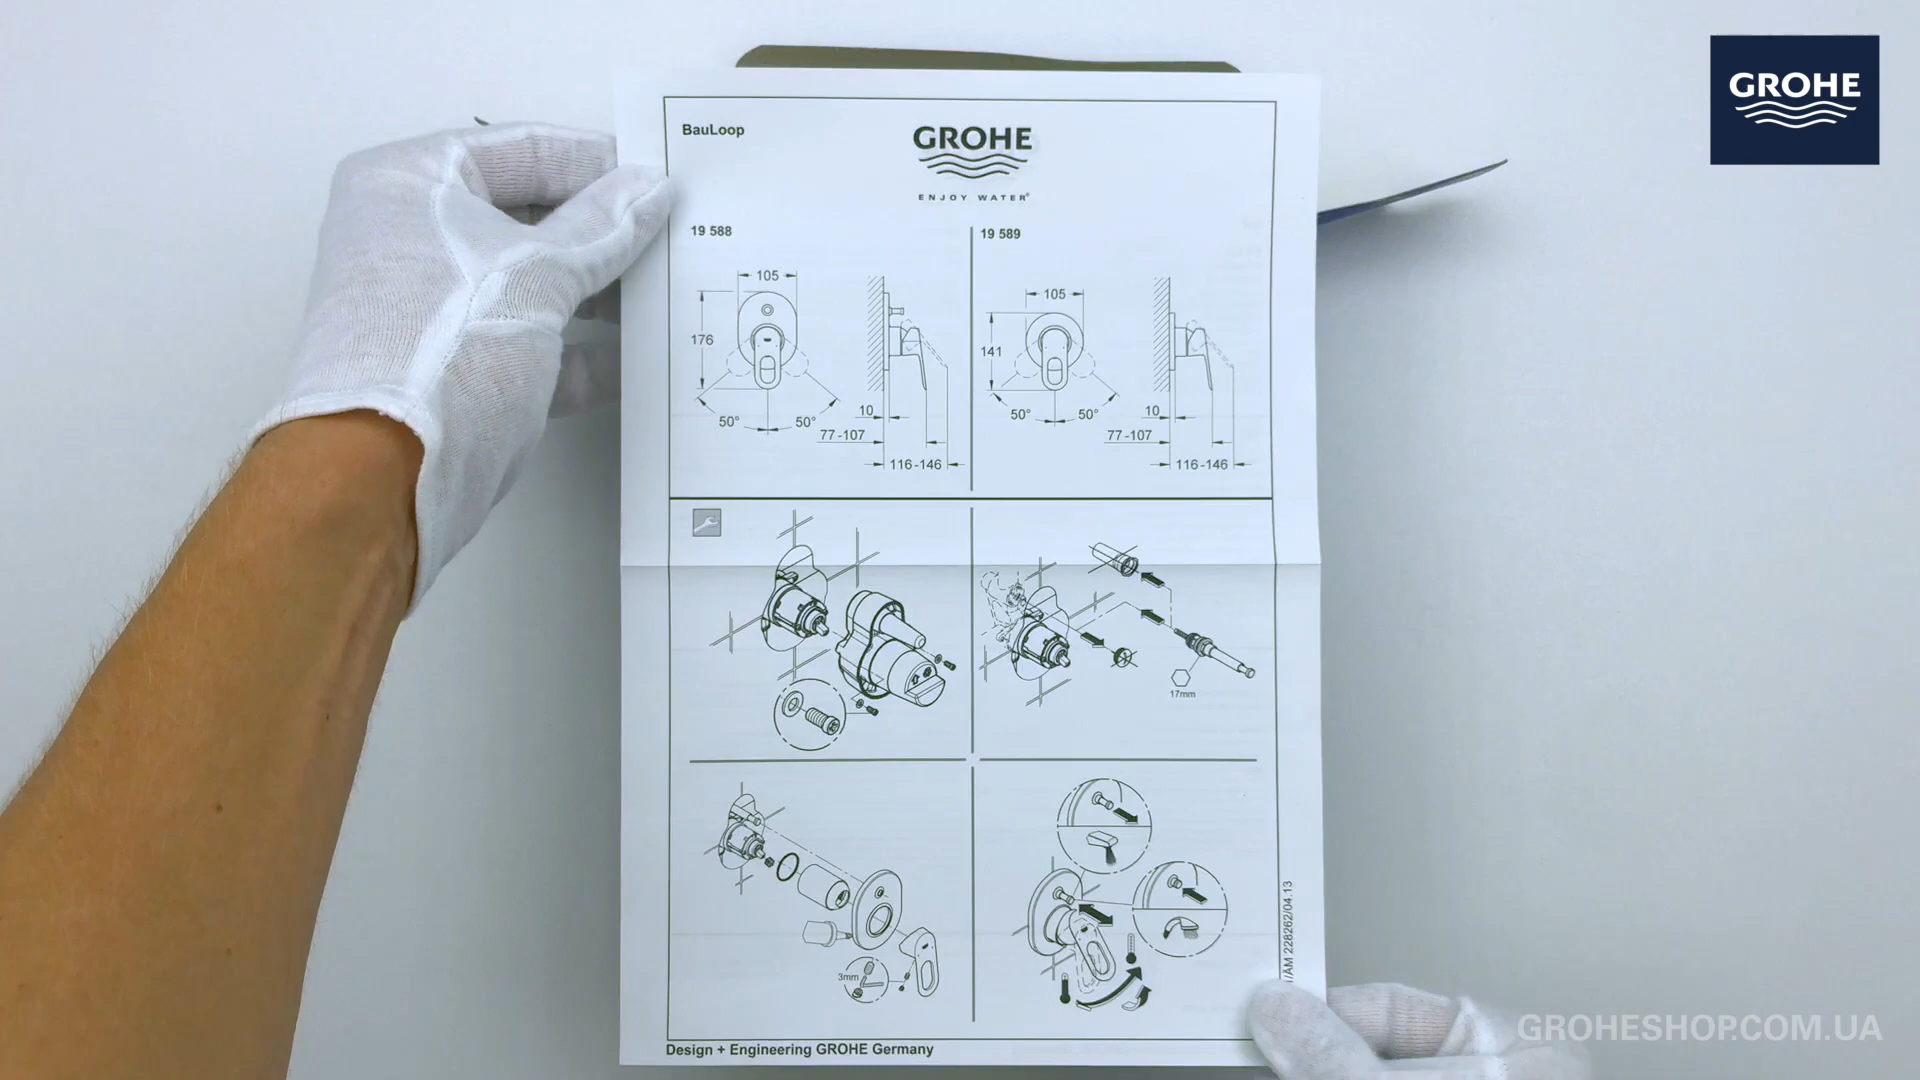 GROHE
BauLoop
GROHE
ENJOY WATER®
19 588
19 589
105
176
50°
50°
10
77-107
116-146
105
141
50°
50°
10
77-107
116-146
17mm
3mm
/ÄM 228262/04.13
Design + Engineering GROHE Germany
GROHESHOP.COM.UA